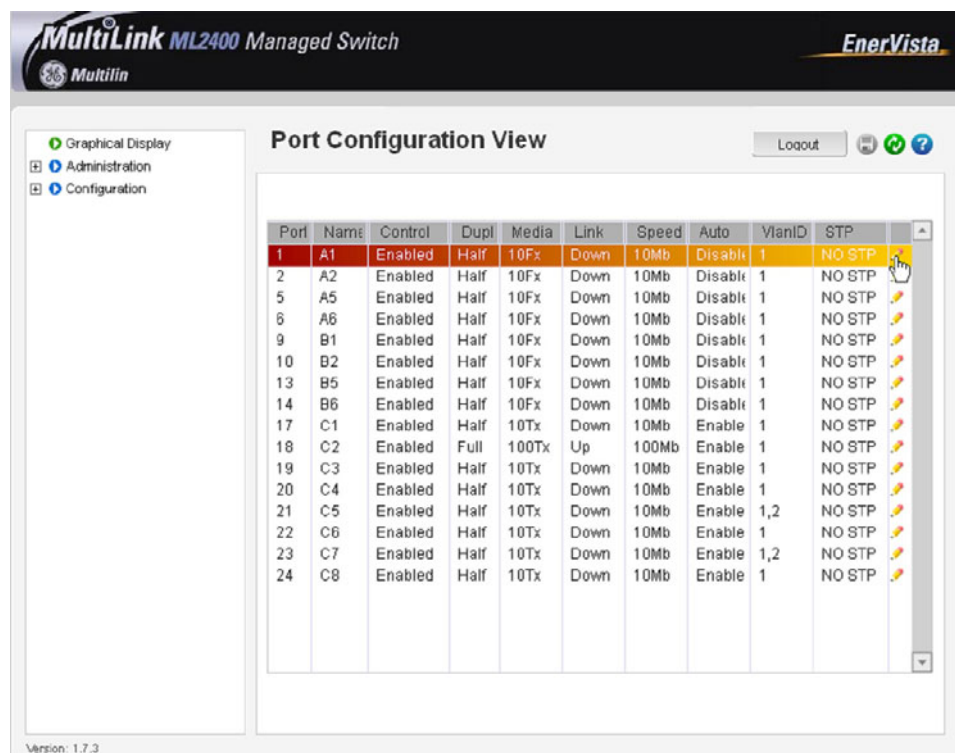 MultiLink ML2400 Managed Switch
EnerVista
GE Multilin
Graphical Display
Administration
Configuration
Port Configuration View
Logout
Port Name Control Dupl Media Link Speed Auto VlanID STP
1 A1 Enabled Half 10Fx Down 10Mb Disable 1 NO STP
2 A2 Enabled Half 10Fx Down 10Mb Disable 1 NO STP
5 A5 Enabled Half 10Fx Down 10Mb Disable 1 NO STP
6 A6 Enabled Half 10Fx Down 10Mb Disable 1 NO STP
9 B1 Enabled Half 10Fx Down 10Mb Disable 1 NO STP
10 B2 Enabled Half 10Fx Down 10Mb Disable 1 NO STP
13 B5 Enabled Half 10Fx Down 10Mb Disable 1 NO STP
14 B6 Enabled Half 10Fx Down 10Mb Disable 1 NO STP
17 C1 Enabled Half 10Tx Down 10Mb Enable 1 NO STP
18 C2 Enabled Full 100Tx Up 100Mb Enable 1 NO STP
19 C3 Enabled Half 10Tx Down 10Mb Enable 1 NO STP
20 C4 Enabled Half 10Tx Down 10Mb Enable 1 NO STP
21 C5 Enabled Half 10Tx Down 10Mb Enable 1,2 NO STP
22 C6 Enabled Half 10Tx Down 10Mb Enable 1 NO STP
23 C7 Enabled Half 10Tx Down 10Mb Enable 1,2 NO STP
24 C8 Enabled Half 10Tx Down 10Mb Enable 1 NO STP
Version: 1.7.3